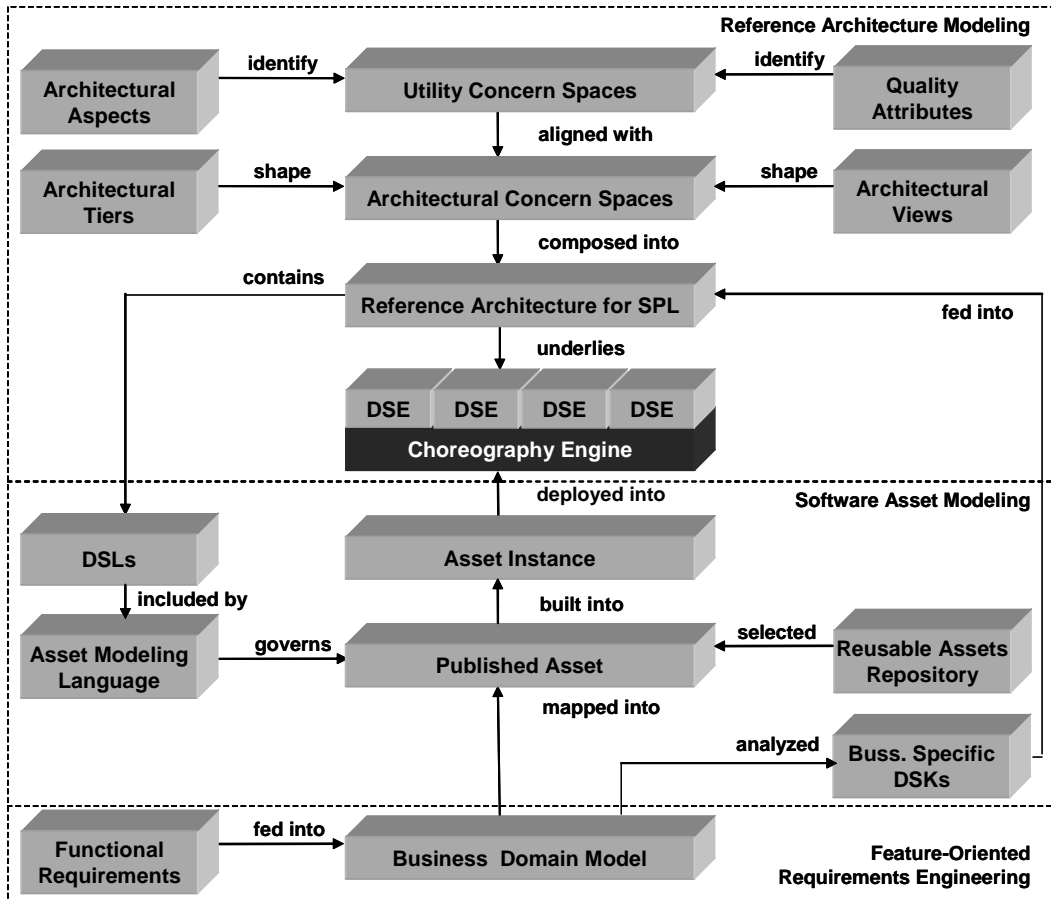 Reference Architecture Modeling
identify
identify
Architectural
Aspects
Utility Concern Spaces
Quality
Attributes
aligned with
shape
shape
Architectural
Tiers
Architectural Concern Spaces
Architectural
Views
composed into
contains
Reference Architecture for SPL
fed into
underlies
DSE DSE DSE DSE
Choreography Engine
deployed into
Software Asset Modeling
DSLs
Asset Instance
included by
built into
governs
selected
Asset Modeling
Language
Published Asset
Reusable Assets
Repository
mapped into
analyzed
Buss. Specific
DSKs
fed into
Functional
Requirements
Business Domain Model
Feature-Oriented
Requirements Engineering